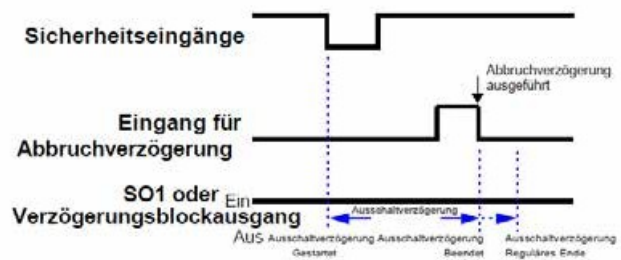 Sicherheitseingänge
Abbruchverzögerung
ausgeführt
Eingang für
Abbruchverzögerung
SO1 oder Ein
Verzögerungsblockausgang
Ausschaltverzögerung
Aus Ausschaltverzögerung Ausschaltverzögerung Ausschaltverzögerung
Gestartet Beendet Reguläres Ende